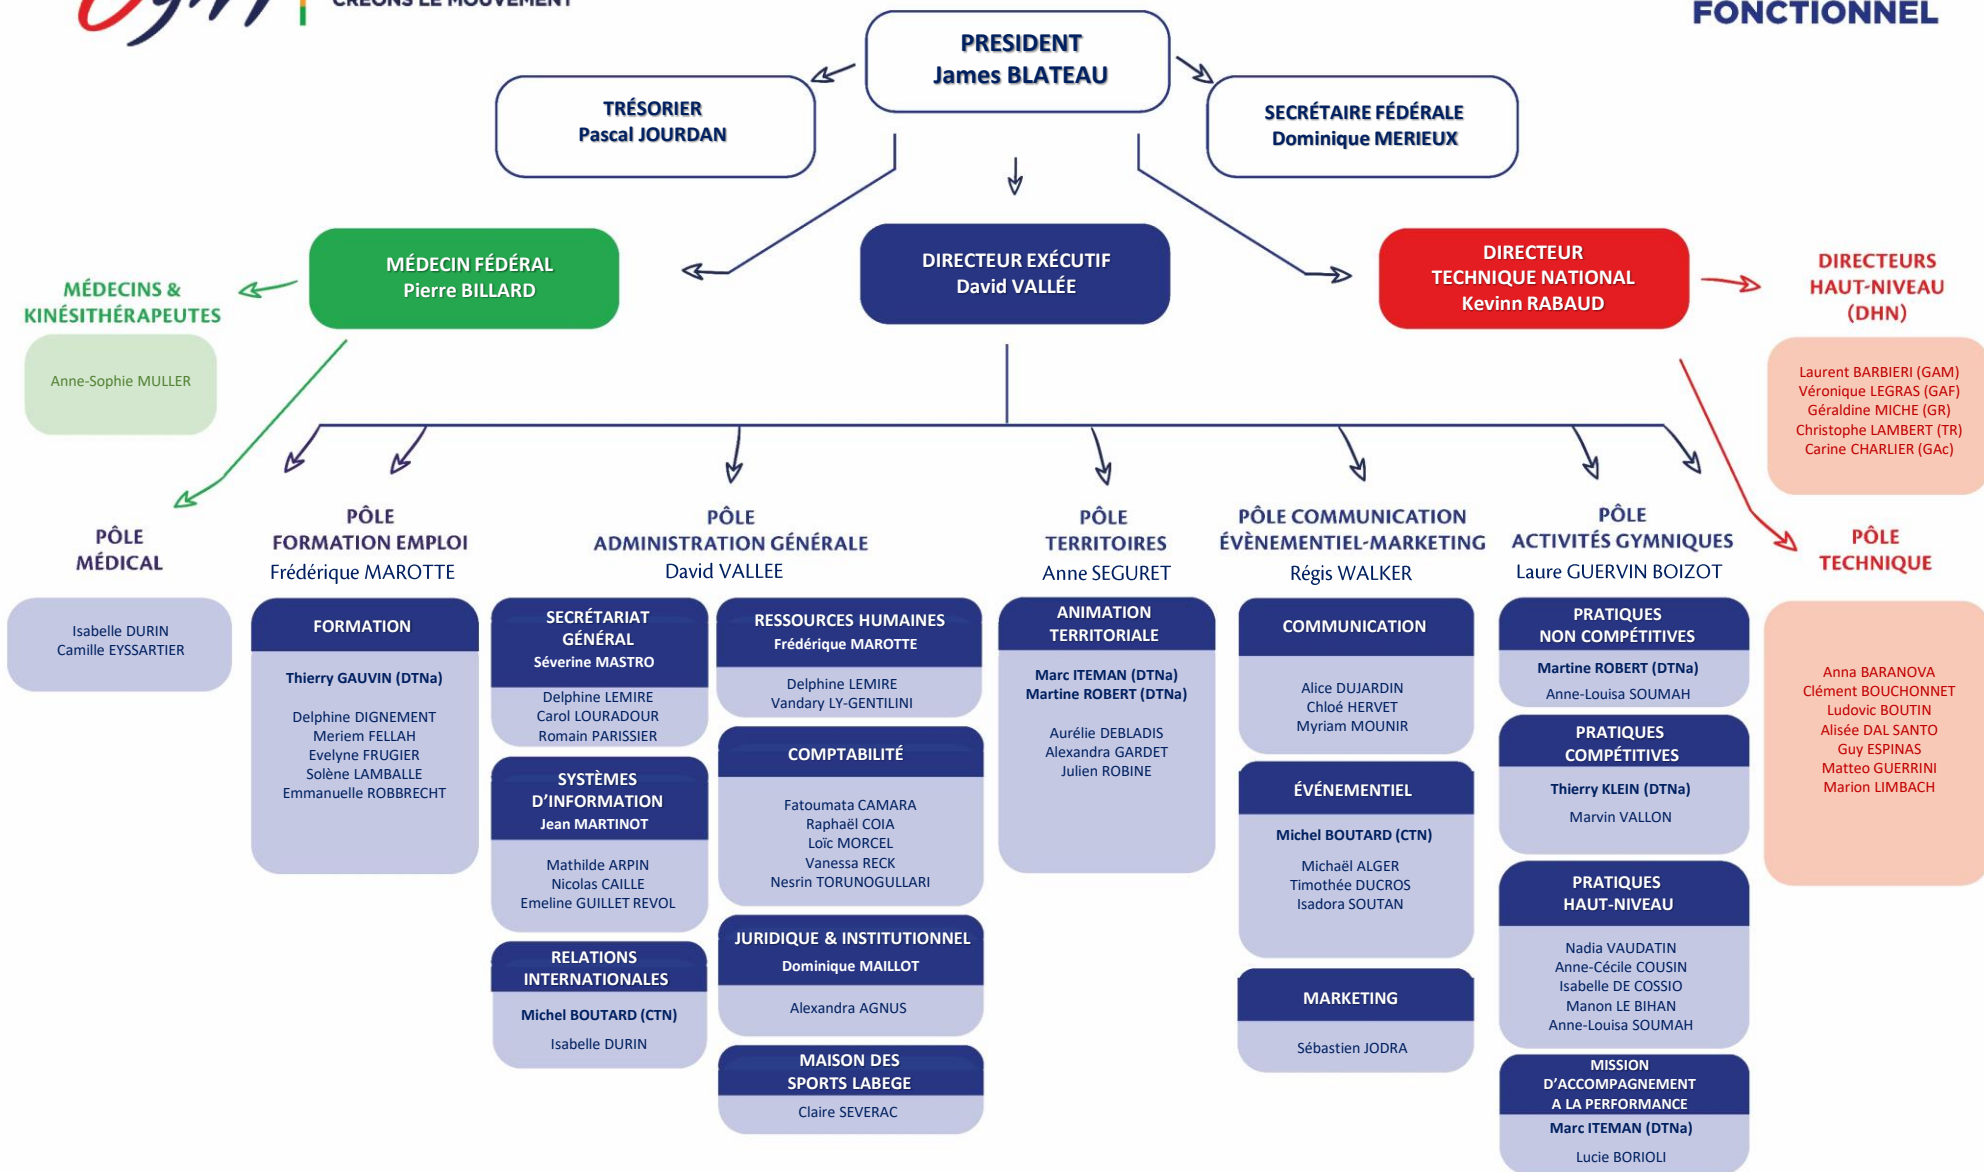 CRÉONS LE MOUVEMENT
FONCTIONNEL
PRESIDENT
James BLATEAU
TRÉSORIER
Pascal JOURDAN
SECRÉTAIRE FÉDÉRALE
Dominique MERIEUX
MÉDECIN FÉDÉRAL
Pierre BILLARD
DIRECTEUR EXÉCUTIF
David VALLÉE
DIRECTEUR
TECHNIQUE NATIONAL
Kevinn RABAUD
MÉDECINS &
KINÉSITHÉRAPEUTES
Anne-Sophie MULLER
DIRECTEURS
HAUT-NIVEAU
(DHN)
Laurent BARBIERI (GAM)
Véronique LEGRAS (GAF)
Géraldine MICHE (GR)
Christophe LAMBERT (TR)
Carine CHARLIER (GAc)
PÔLE
MÉDICAL
Isabelle DURIN
Camille EYSSARTIER
PÔLE
FORMATION EMPLOI
Frédérique MAROTTE
FORMATION
Thierry GAUVIN (DTNa)
Delphine DIGNEMENT
Meriem FELLAH
Evelyne FRUGIER
Solène LAMBALLE
Emmanuelle ROBBRECHT
PÔLE
ADMINISTRATION GÉNÉRALE
David VALLEE
SECRÉTARIAT
GÉNÉRAL
Séverine MASTRO
Delphine LEMIRE
Carol LOURADOUR
Romain PARISSIER
SYSTÈMES
D'INFORMATION
Jean MARTINOT
Mathilde ARPIN
Nicolas CAILLE
Emeline GUILLET REVOL
RELATIONS
INTERNATIONALES
Michel BOUTARD (CTN)
Isabelle DURIN
RESSOURCES HUMAINES
Frédérique MAROTTE
Delphine LEMIRE
Vandary LY-GENTILINI
COMPTABILITÉ
Fatoumata CAMARA
Raphaël COIA
Loïc MORCEL
Vanessa RECK
Nesrin TORUNOGULLARI
JURIDIQUE & INSTITUTIONNEL
Dominique MAILLOT
Alexandra AGNUS
MAISON DES
SPORTS LABEGE
Claire SEVERAC
PÔLE
TERRITOIRES
Anne SEGURET
ANIMATION
TERRITORIALE
Marc ITEMAN (DTNa)
Martine ROBERT (DTNa)
Aurélie DEBLADIS
Alexandra GARDET
Julien ROBINE
PÔLE COMMUNICATION
ÉVÈNEMENTIEL-MARKETING
Régis WALKER
COMMUNICATION
Alice DUJARDIN
Chloé HERVET
Myriam MOUNIR
ÉVÉNEMENTIEL
Michel BOUTARD (CTN)
Michaël ALGER
Timothée DUCROS
Isadora SOUTAN
MARKETING
Sébastien JODRA
PÔLE
ACTIVITÉS GYMNIQUES
Laure GUERVIN BOIZOT
PRATIQUES
NON COMPÉTITIVES
Martine ROBERT (DTNa)
Anne-Louisa SOUMAH
PRATIQUES
COMPÉTITIVES
Thierry KLEIN (DTNa)
Marvin VALLON
PRATIQUES
HAUT-NIVEAU
Nadia VAUDATIN
Anne-Cécile COUSIN
Isabelle DE COSSIO
Manon LE BIHAN
Anne-Louisa SOUMAH
MISSION
D'ACCOMPAGNEMENT
A LA PERFORMANCE
Marc ITEMAN (DTNa)
Lucie BORIOLI
PÔLE
TECHNIQUE
Anna BARANOVA
Clément BOUCHONNET
Ludovic BOUTIN
Alisée DAL SANTO
Guy ESPINAS
Matteo GUERRINI
Marion LIMBACH